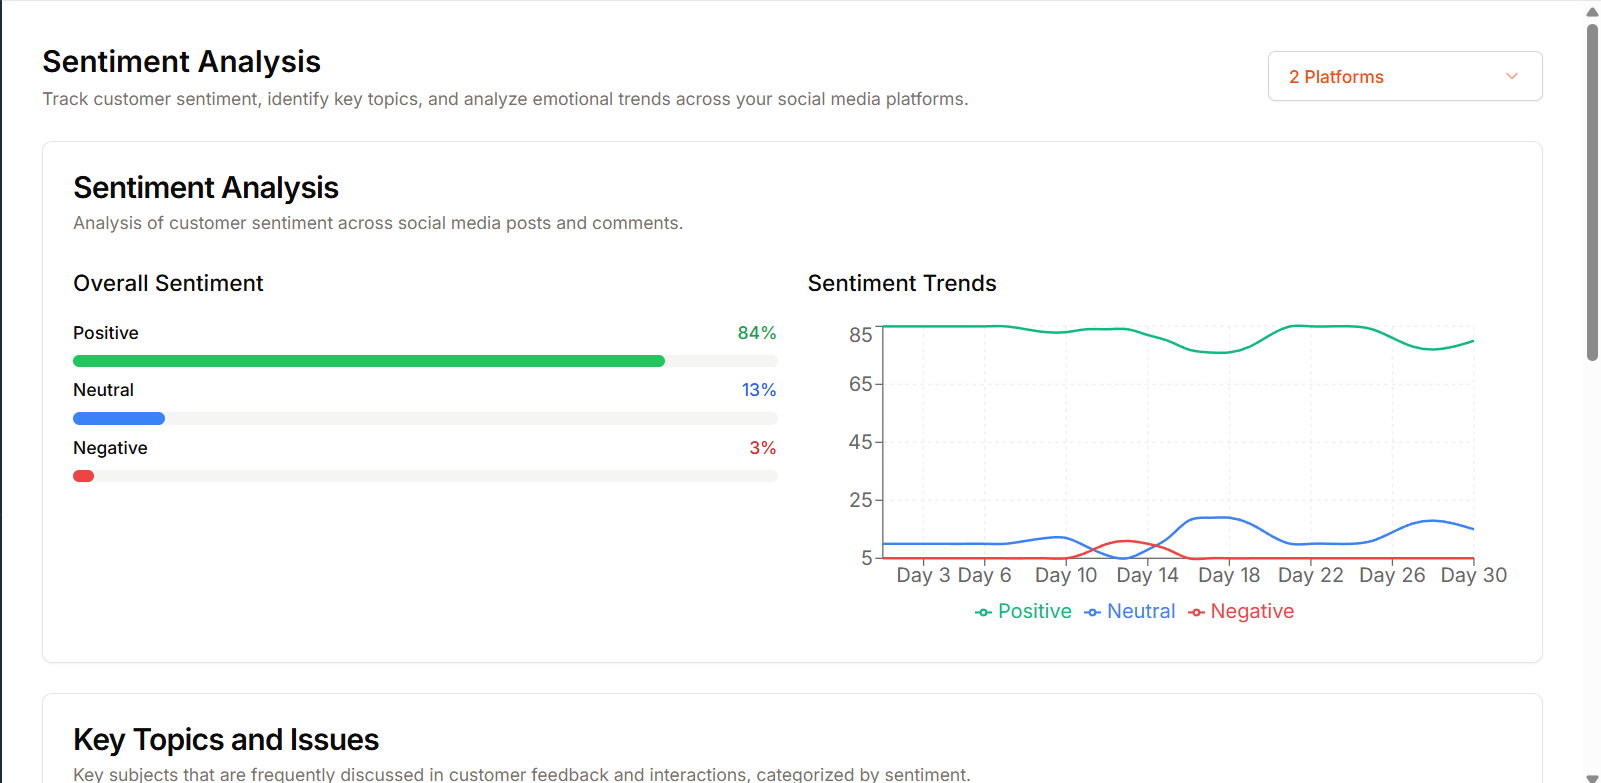 Sentiment Analysis
2 Platforms
Track customer sentiment, identify key topics, and analyze emotional trends across your social media platforms.
Sentiment Analysis
Analysis of customer sentiment across social media posts and comments.
Overall Sentiment
Positive 84%
Neutral 13%
Negative 3%
Sentiment Trends
85
65
45
25
5
Day 3 Day 6 Day 10 Day 14 Day 18 Day 22 Day 26 Day 30
Positive Neutral Negative
Key Topics and Issues
Key subjects that are frequently discussed in customer feedback and interactions, categorized by sentiment.